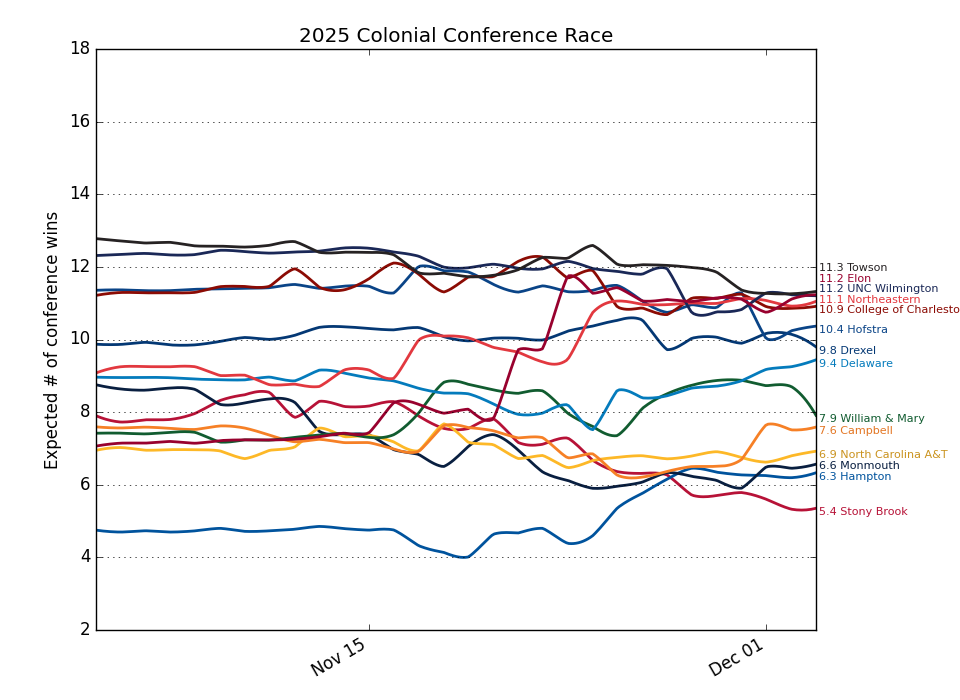 2025 Colonial Conference Race
Expected # of conference wins
18
16
14
12
10
8
6
4
2
Nov 15
Dec 01
11.3 Towson
11.2 Elon
11.2 UNC Wilmington
11.1 Northeastern
10.9 College of Charlesto
10.4 Hofstra
9.8 Drexel
9.4 Delaware
7.9 William & Mary
7.6 Campbell
6.9 North Carolina A&T
6.6 Monmouth
6.3 Hampton
5.4 Stony Brook